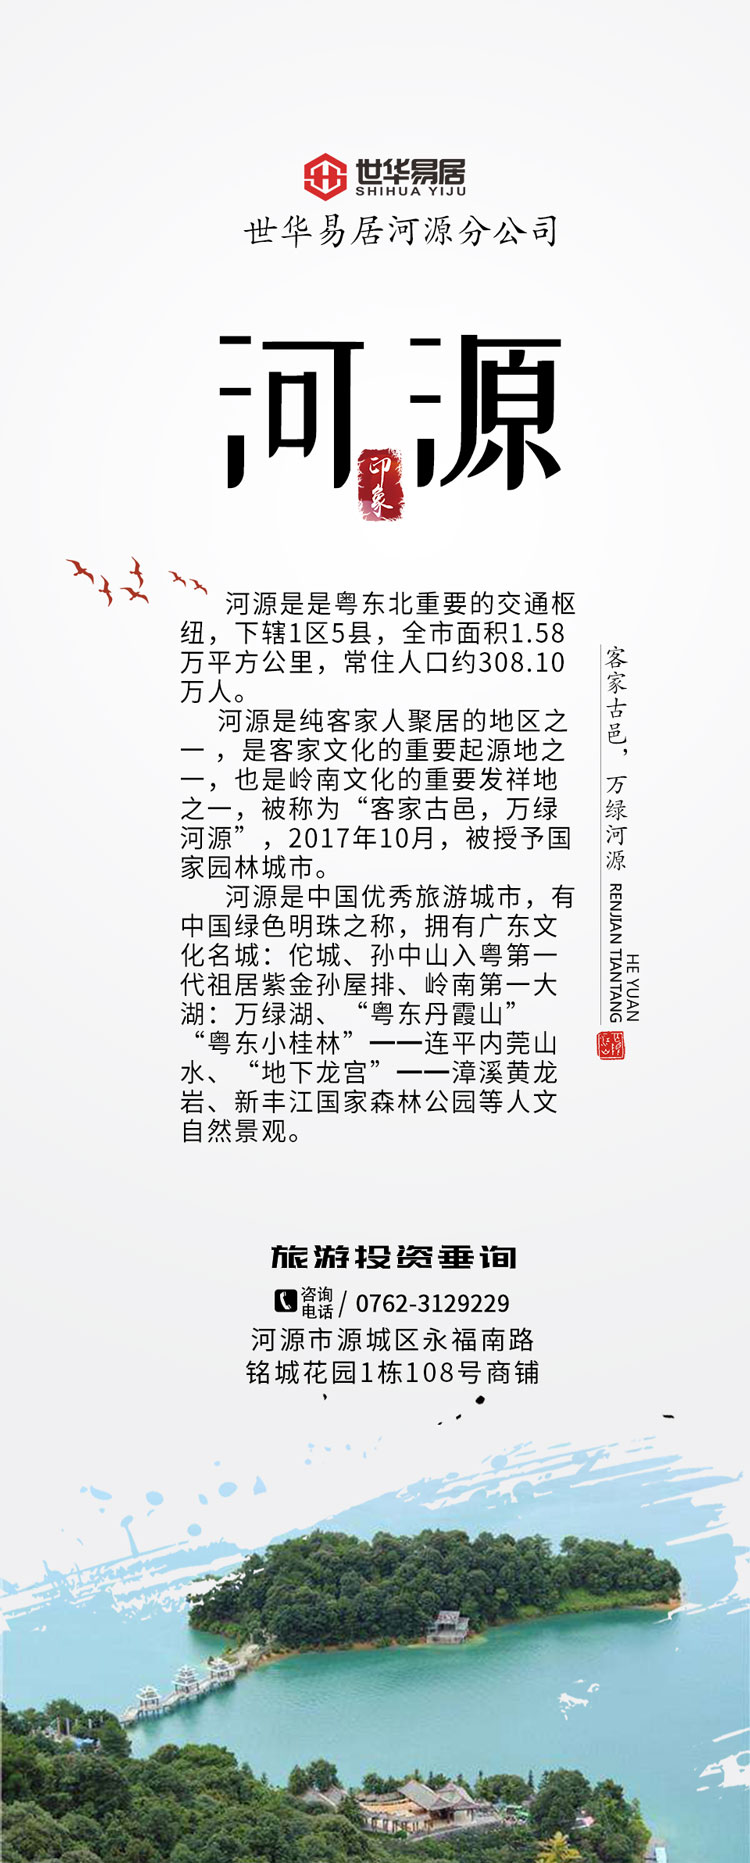 世华易居
SHIHUA YIJU
世华易居河源分公司
河源
印象
河源是是粤东北重要的交通枢
纽，下辖1区5县，全市面积1.58
万平方公里，常住人口约308.10
万人。
河源是纯客家人聚居的地区之
一，是客家文化的重要起源地之
一，也是岭南文化的重要发祥地
之一，被称为“客家古邑，万绿
河源”，2017年10月，被授予国
家园林城市。
河源是中国优秀旅游城市，有
中国绿色明珠之称，拥有广东文
化名城：佗城、孙中山入粤第一
代祖居紫金孙屋排、岭南第一大
湖：万绿湖、“粤东丹霞山”
“粤东小桂林”——连平内莞山
水、“地下龙宫”——漳溪黄龙
岩、新丰江国家森林公园等人文
自然景观。
客家古邑，万绿河源
RENJIAN TIANTANG
HE YUAN
旅游投资垂询
咨询
电话/0762-3129229
河源市源城区永福南路
铭城花园1栋108号商铺